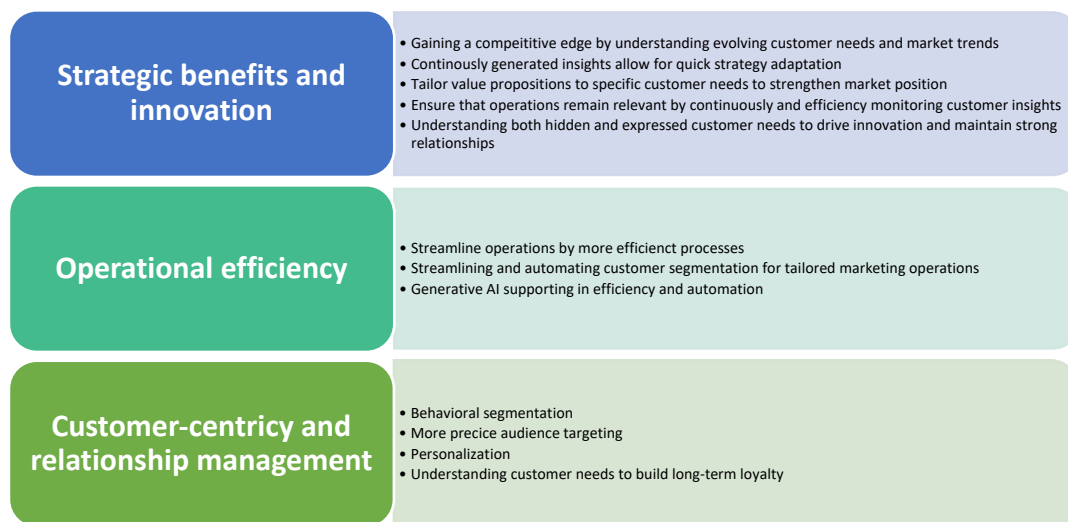 Strategic benefits and
innovation
• Gaining a compeititive edge by understanding evolving customer needs and market trends
• Continously generated insights allow for quick strategy adaptation
• Tailor value propositions to specific customer needs to strengthen market position
• Ensure that operations remain relevant by continuously and efficiency monitoring customer insights
• Understanding both hidden and expressed customer needs to drive innovation and maintain strong
relationships
Operational efficiency
• Streamline operations by more efficienct processes
• Streamlining and automating customer segmentation for tailored marketing operations
• Generative AI supporting in efficiency and automation
Customer-centricy and
relationship management
• Behavioral segmentation
• More precice audience targeting
• Personalization
• Understanding customer needs to build long-term loyalty